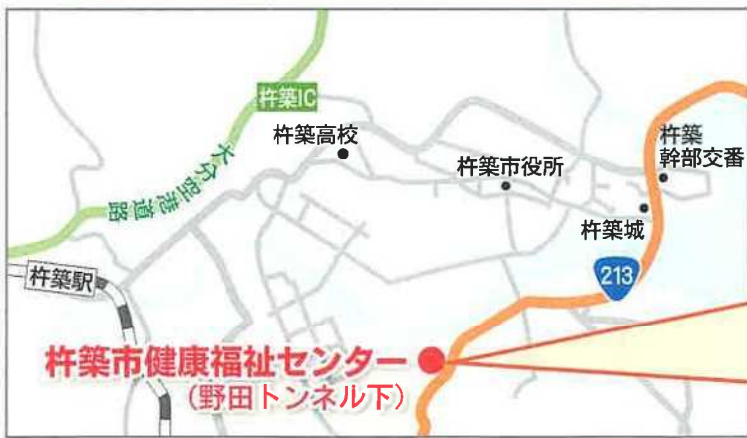 杵築IC
杵築高校
杵築市役所
杵築
幹部交番
大分空港道路
杵築城
213
杵築駅
杵築市健康福祉センター
（野田トンネル下）